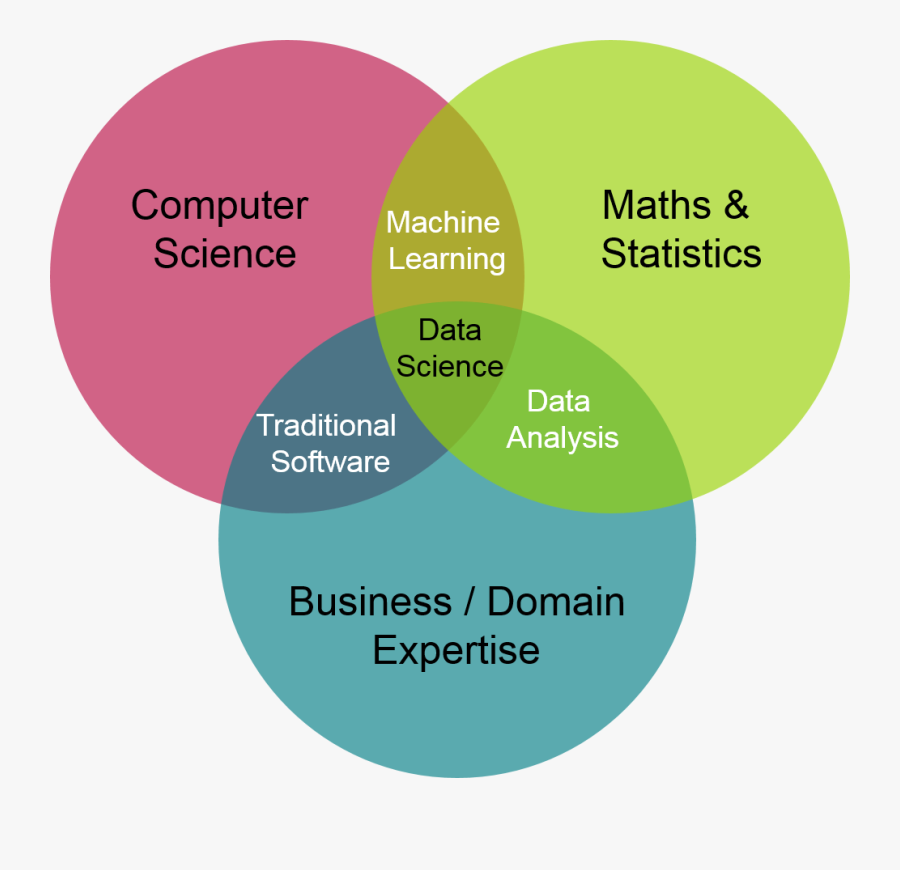 Computer
Science
Maths &
Statistics
Machine
Learning
Data
Science
Traditional
Software
Data
Analysis
Business / Domain
Expertise